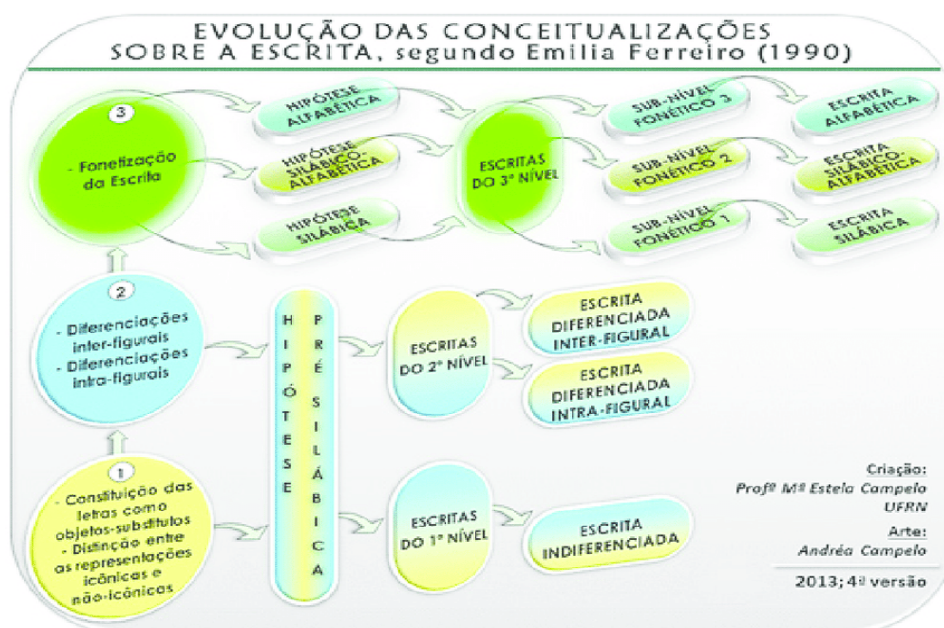 EVOLUÇÃO DAS CONCEITUALIZAÇÕES
SOBRE A ESCRITA, segundo Emilia Ferreiro (1990)
3
- Fonetização
da Escrita
HIPÓTESE
ALFABÉTICA
HIPÓTESE
SILÁBICO-
ALFABÉTICA
HIPÓTESE
SILÁBICA
ESCRITAS
DO 3º NÍVEL
SUB-NÍVEL
FONÉTICO 3
SUB-NÍVEL
FONÉTICO 2
SUB-NÍVEL
FONÉTICO 1
ESCRITA
ALFABÉTICA
ESCRITA
SILÁBICO-
ALFABÉTICA
ESCRITA
SILÁBICA
2
- Diferenciações
inter-figurais
- Diferenciações
intra-figurais
HIPÓTESE
PRÉ SILÁBICA
ESCRITAS
DO 2º NÍVEL
ESCRITA
DIFERENCIADA
INTER-FIGURAL
ESCRITA
DIFERENCIADA
INTRA-FIGURAL
1
- Constituição das
letras como
objetos-substitutos
- Distinção entre
as representações
icônicas e
não-icônicas
ESCRITAS
DO 1º NÍVEL
ESCRITA
INDIFERENCIADA
Criação:
Profª Mª Estela Campelo
UFRN
Arte:
Andréa Campelo
2013; 4ª versão